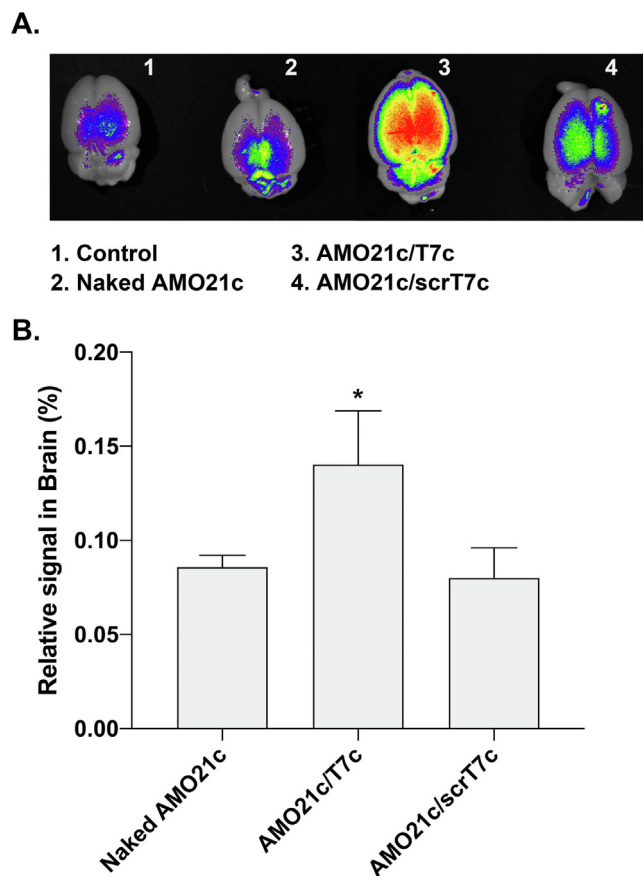 A.
1 2 3 4
1. Control 3. AMO21c/T7c
2. Naked AMO21c 4. AMO21c/scrT7c
B.
Relative signal in Brain (%)
0.20
*
0.15
0.10
0.05
0.00
Naked AMO21c
AMO21c/T7c
AMO21c/scrT7c